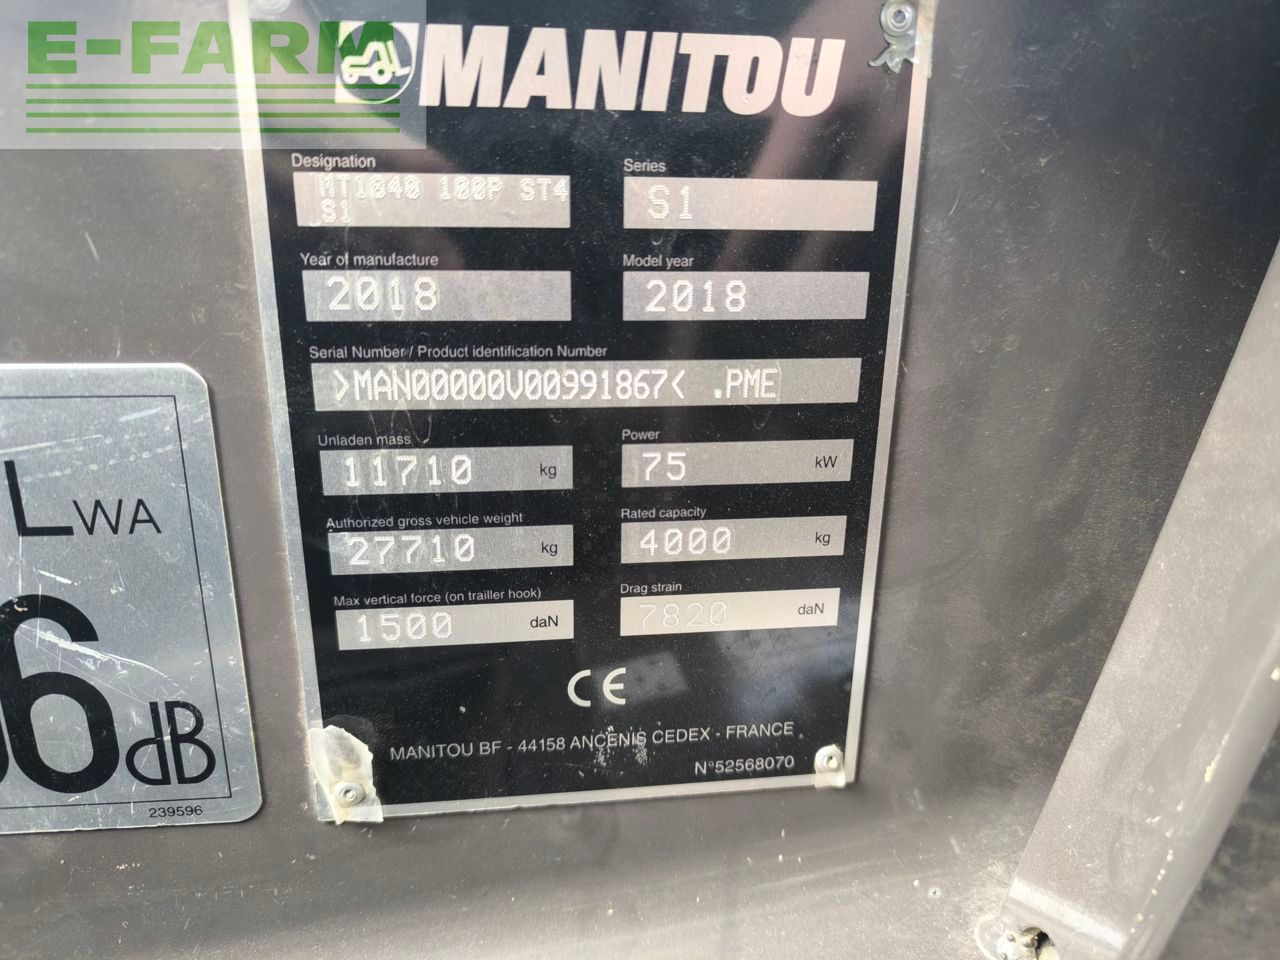 E-FARM
MANITOU
Designation
Series
MT1840 100P ST4
S1
S1
Year of manufacture
Model year
2018
2018
Serial Number / Product identification Number
>MAN00000V00991867< .PME
Unladen mass
Power
11710 kg
75 kW
Authorized gross vehicle weight
Rated capacity
27710 kg
4000 kg
Max vertical force (on trailler hook)
Drag strain
1500 daN
7820 daN
CE
MANITOU BF - 44158 ANCENIS CEDEX - FRANCE
N°52568070
LWA
dB
239596